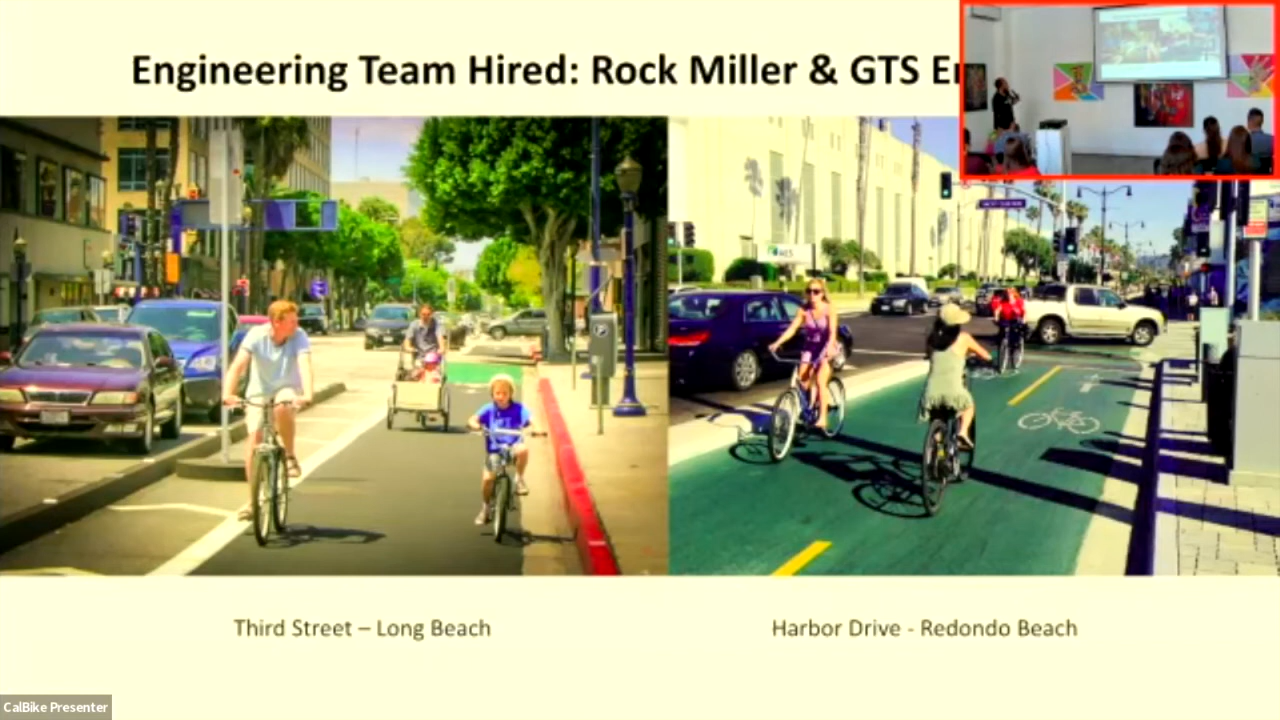 Engineering Team Hired: Rock Miller & GTS
Third Street – Long Beach
Harbor Drive - Redondo Beach
CalBike Presenter